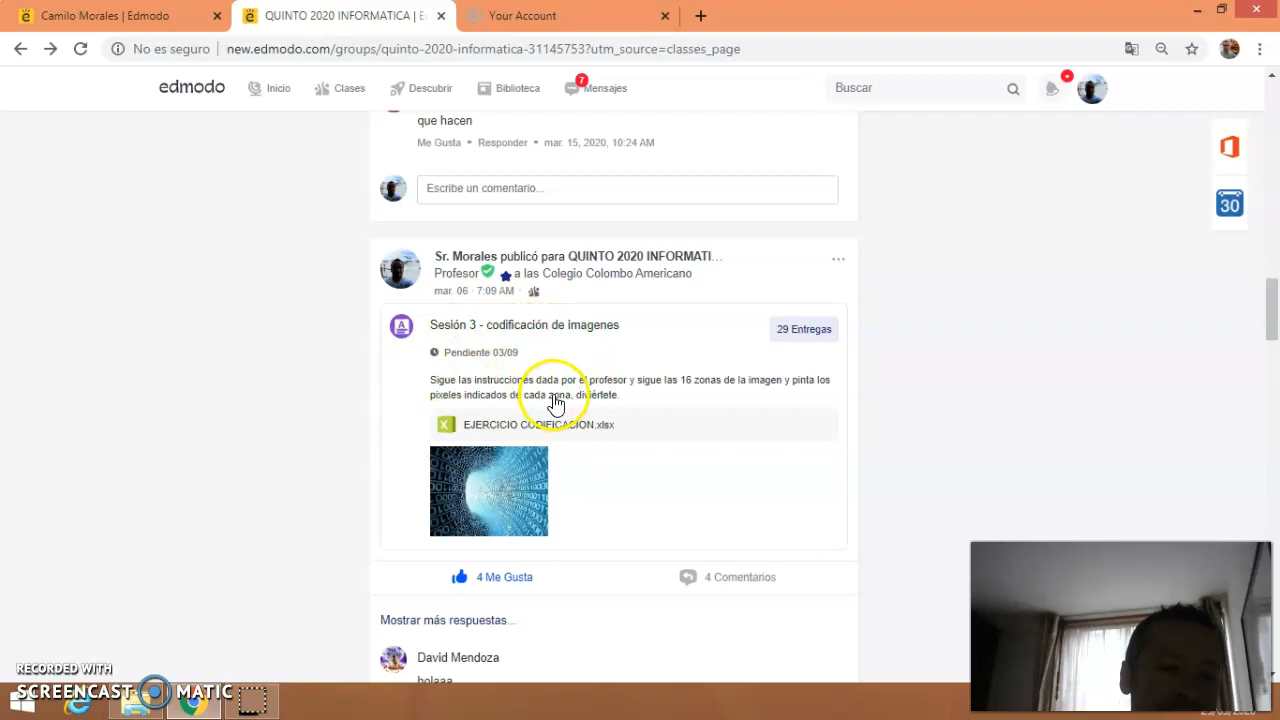 Camilo Morales | Edmodo
QUINTO 2020 INFORMATICA | E
Your Account
No es seguro
new.edmodo.com/groups/quinto-2020-informatica-31145753?utm_source=classes_page
edmodo
Inicio
Clases
Descubrir
Biblioteca
7
Mensajes
Buscar
que hacen
Me Gusta • Responder • mar. 15, 2020, 10:24 AM
Escribe un comentario...
30
Sr. Morales publicó para QUINTO 2020 INFORMATI...
Profesor a las Colegio Colombo Americano
mar. 06 · 7:09 AM ·
Sesión 3 - codificación de imagenes
29 Entregas
Pendiente 03/09
Sigue las instrucciones dada por el profesor y sigue las 16 zonas de la imagen y pinta los
pixeles indicados de cada zona, diviértete.
EJERCICIO CODIFICACION.xlsx
4 Me Gusta
4 Comentarios
Mostrar más respuestas...
David Mendoza
holaaa
RECORDED WITH
SCREENCAST MATIC